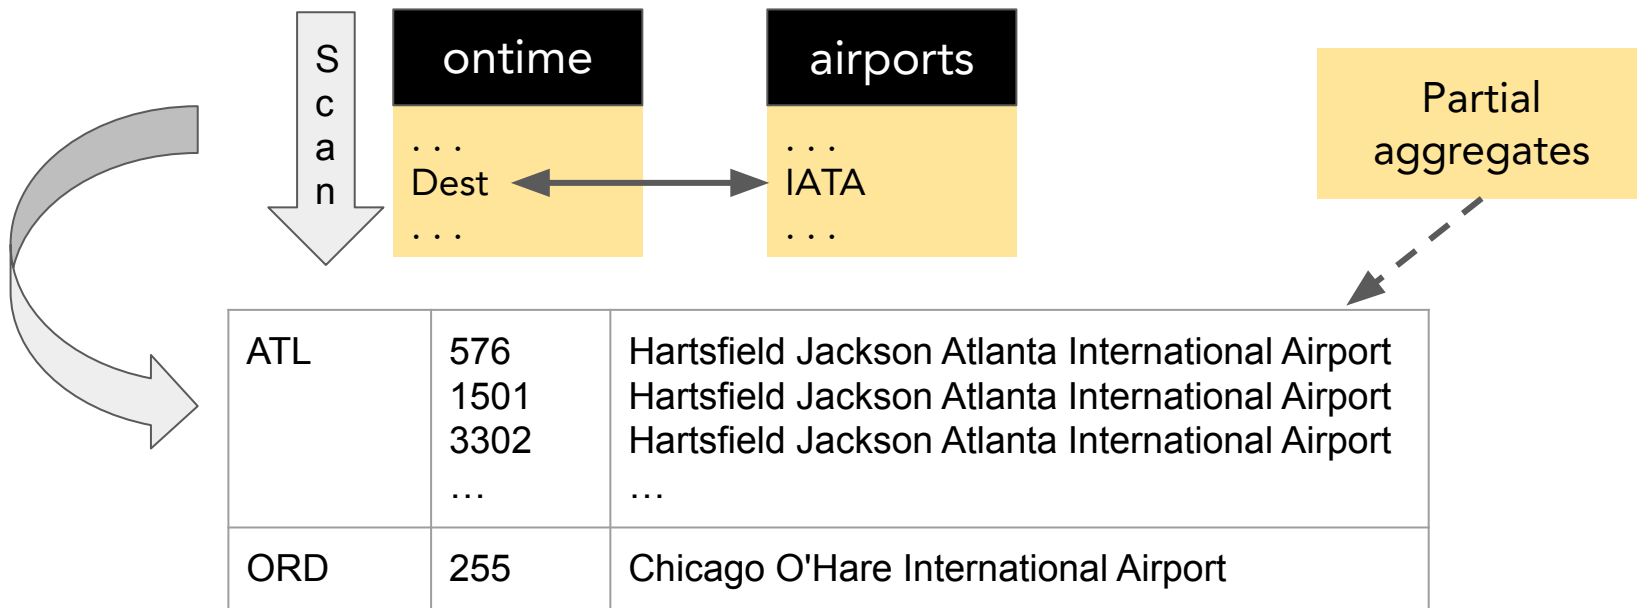 Scan
ontime
airports
. . .
Dest
. . .
. . .
IATA
. . .
Partial
aggregates
ATL
576
Hartsfield Jackson Atlanta International Airport
1501
Hartsfield Jackson Atlanta International Airport
3302
Hartsfield Jackson Atlanta International Airport
…
…
ORD
255
Chicago O'Hare International Airport